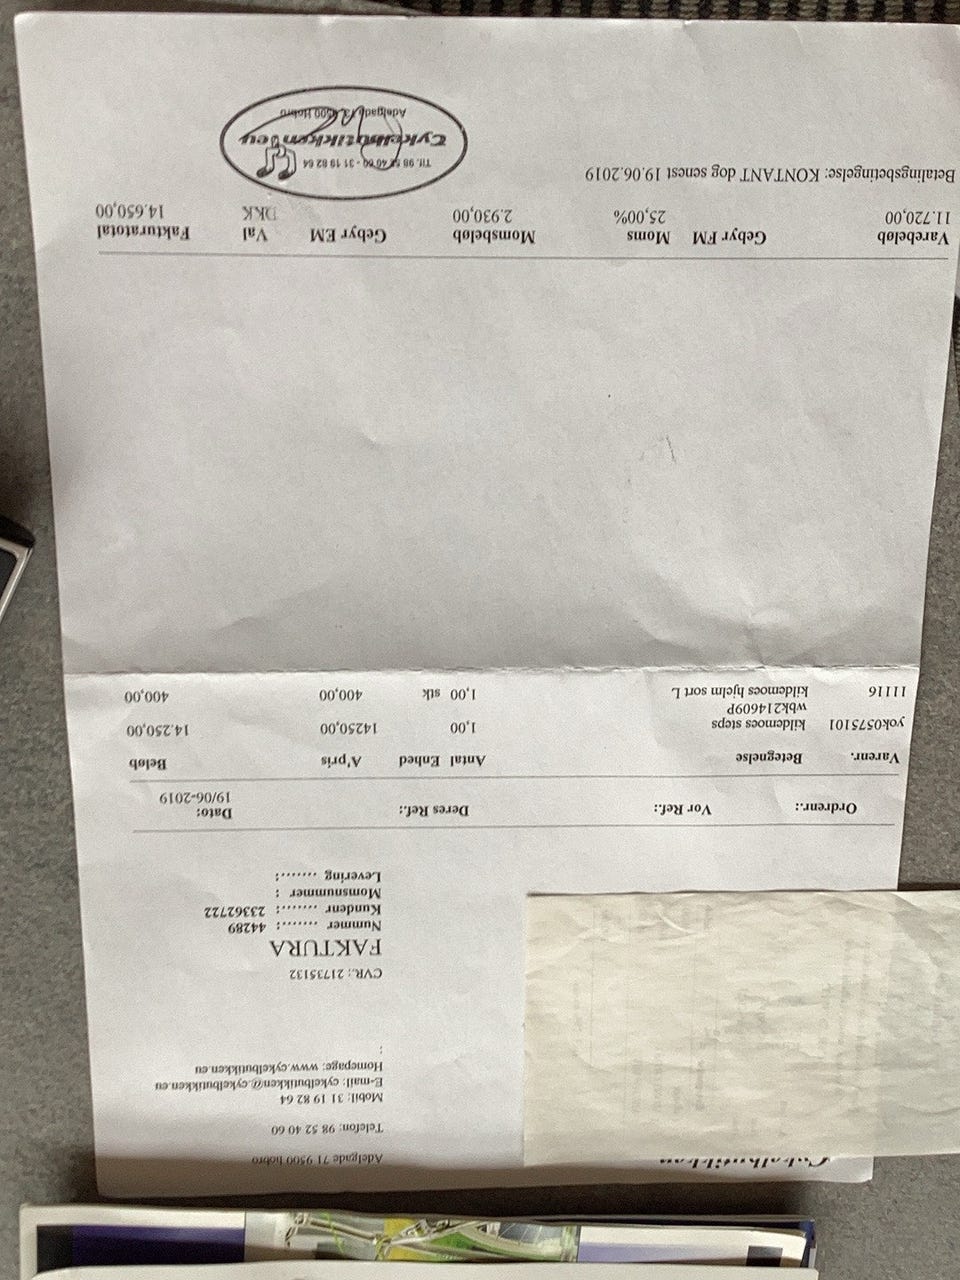 Cykelbutikken
Adelgade 71 9500 hobro
Telefon: 98 52 40 60
Mobil: 31 19 82 64
E-Mail: cykelbutikken@cykelbutikken.eu
Homepage: www.cykelbutikken.eu
:
CVR.: 21735132
FAKTURA
Nummer ........: 44289
Kundenr ........: 23362722
Momsnummer :
Levering ........:
Ordrenr.: Vor Ref.: Deres Ref.: Dato:
19/06-2019
Varenr. Betegnelse Antal Enhed A'pris Beløb
yok0575101 kildemoes steps 1,00 14250,00 14.250,00
wbk214609P
11116 kildemoes hjelm sort L 1,00 stk 400,00 400,00
Varebeløb Gebyr FM Moms Momsbeløb Gebyr EM Val Fakturatotal
11.720,00 25,00% 2.930,00 DKK 14.650,00
Betalingsbetingelse: KONTANT dog senest 19.06.2019
Tlf. 98 52 40 60 - 31 19 82 64
Cykelbutikken
Adelgade 9500 Hobro